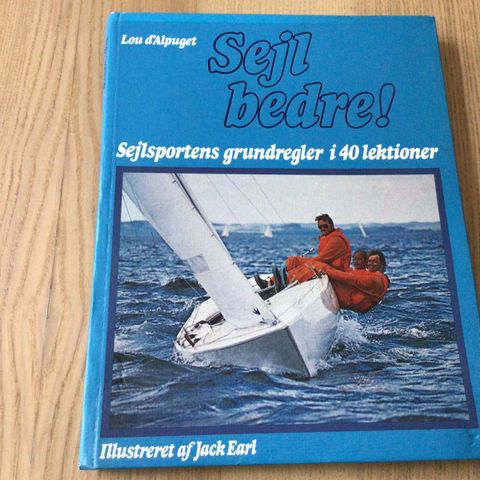 Lou d'Alpuget
Sejl
bedre!
Sejlsportens grundregler i 40 lektioner
Illustreret af Jack Earl